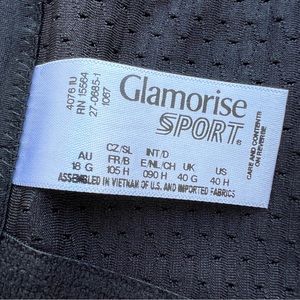 4076 IU
RN 15564
27-0685-1
1067
Glamorise
SPORT®
CARE AND CONTENTS
ON REVERSE
AU CZ/SL INT/D UK US
18 G FR/B E/NL/CH 40 G 40 H
105 H 090 H
ASSEMBLED IN VIETNAM OF U.S. AND IMPORTED FABRICS